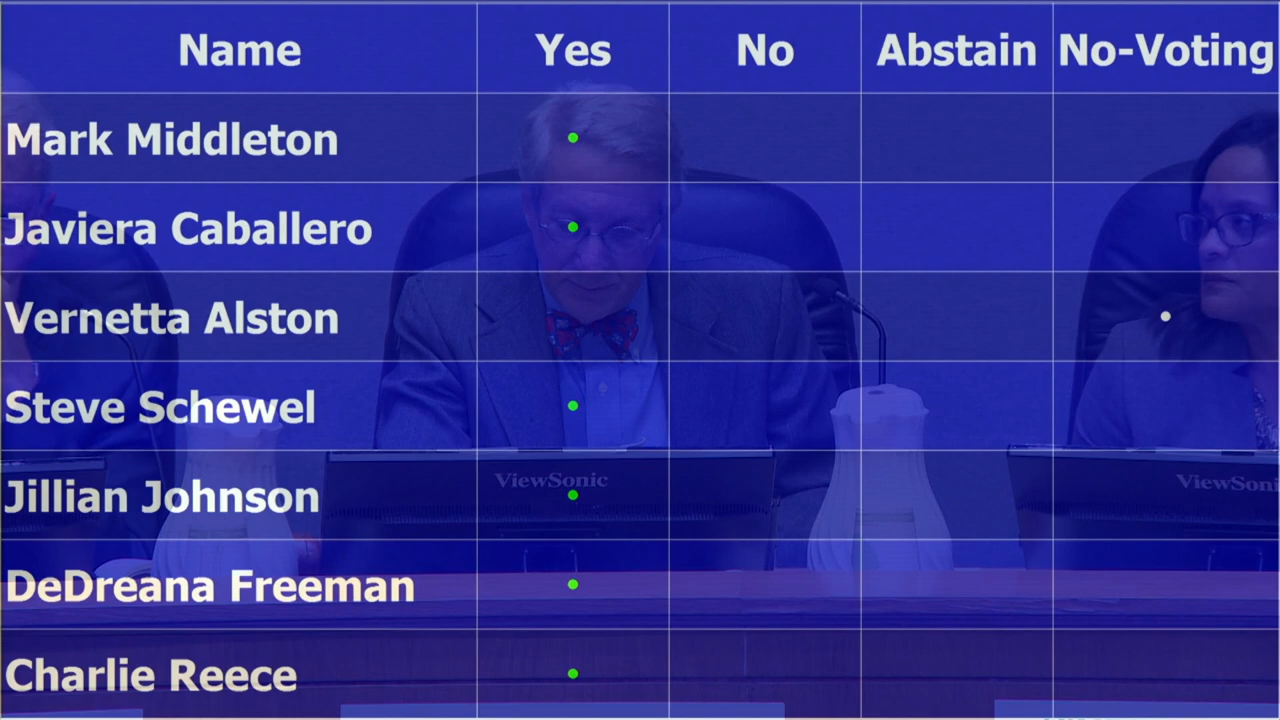 Name Yes No Abstain No-Voting
Mark Middleton
Javiera Caballero
Vernetta Alston
Steve Schewel
ViewSonic
Jillian Johnson
DeDreana Freeman
Charlie Reece